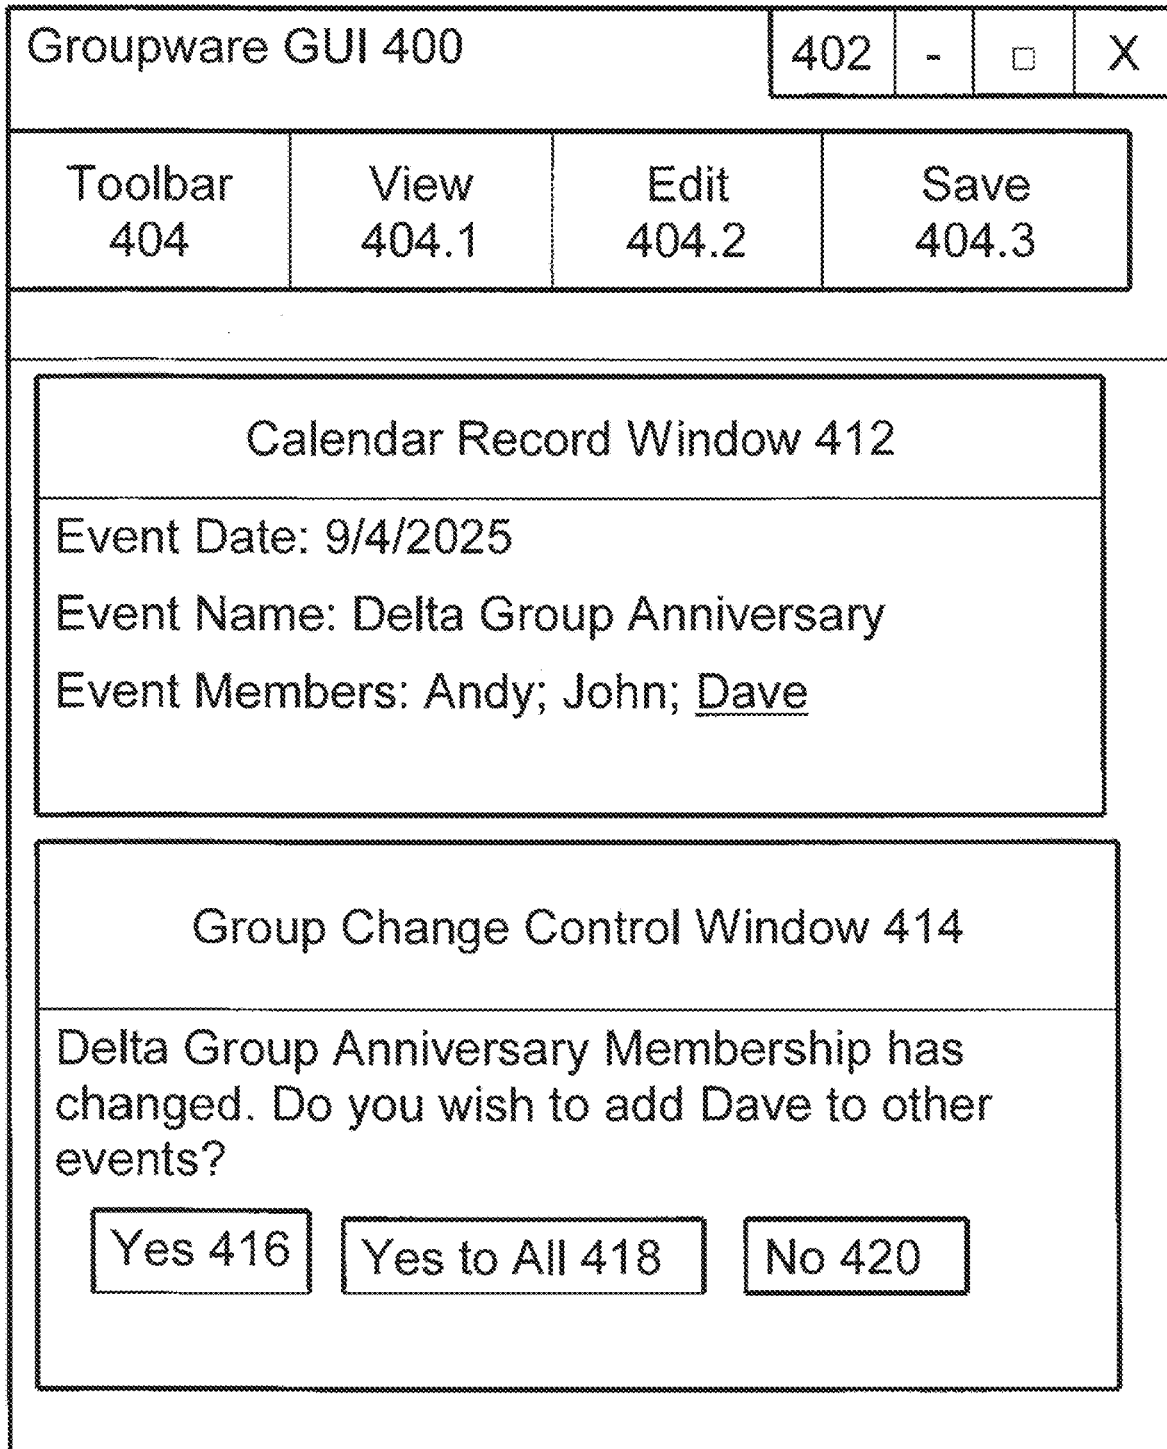 Groupware GUI 400
402 - □ X
Toolbar View Edit Save
404 404.1 404.2 404.3
Calendar Record Window 412
Event Date: 9/4/2025
Event Name: Delta Group Anniversary
Event Members: Andy; John; Dave
Group Change Control Window 414
Delta Group Anniversary Membership has
changed. Do you wish to add Dave to other
events?
Yes 416 Yes to All 418 No 420